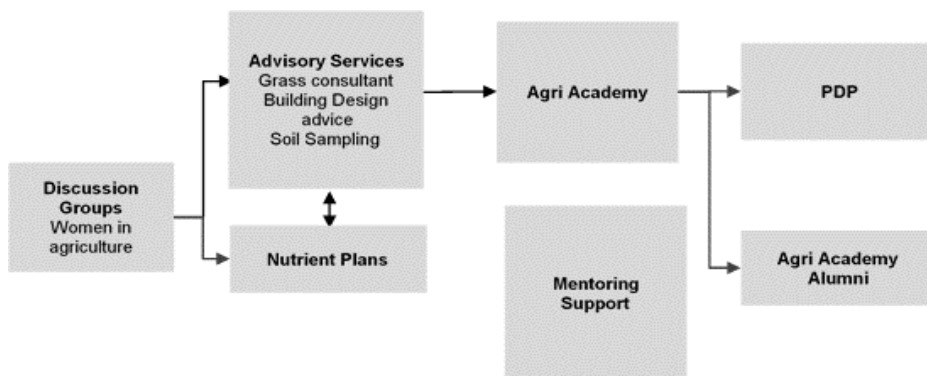 Discussion
Groups
Women in
agriculture
Advisory Services
Grass consultant
Building Design
advice
Soil Sampling
Nutrient Plans
Agri Academy
Mentoring
Support
PDP
Agri Academy
Alumni